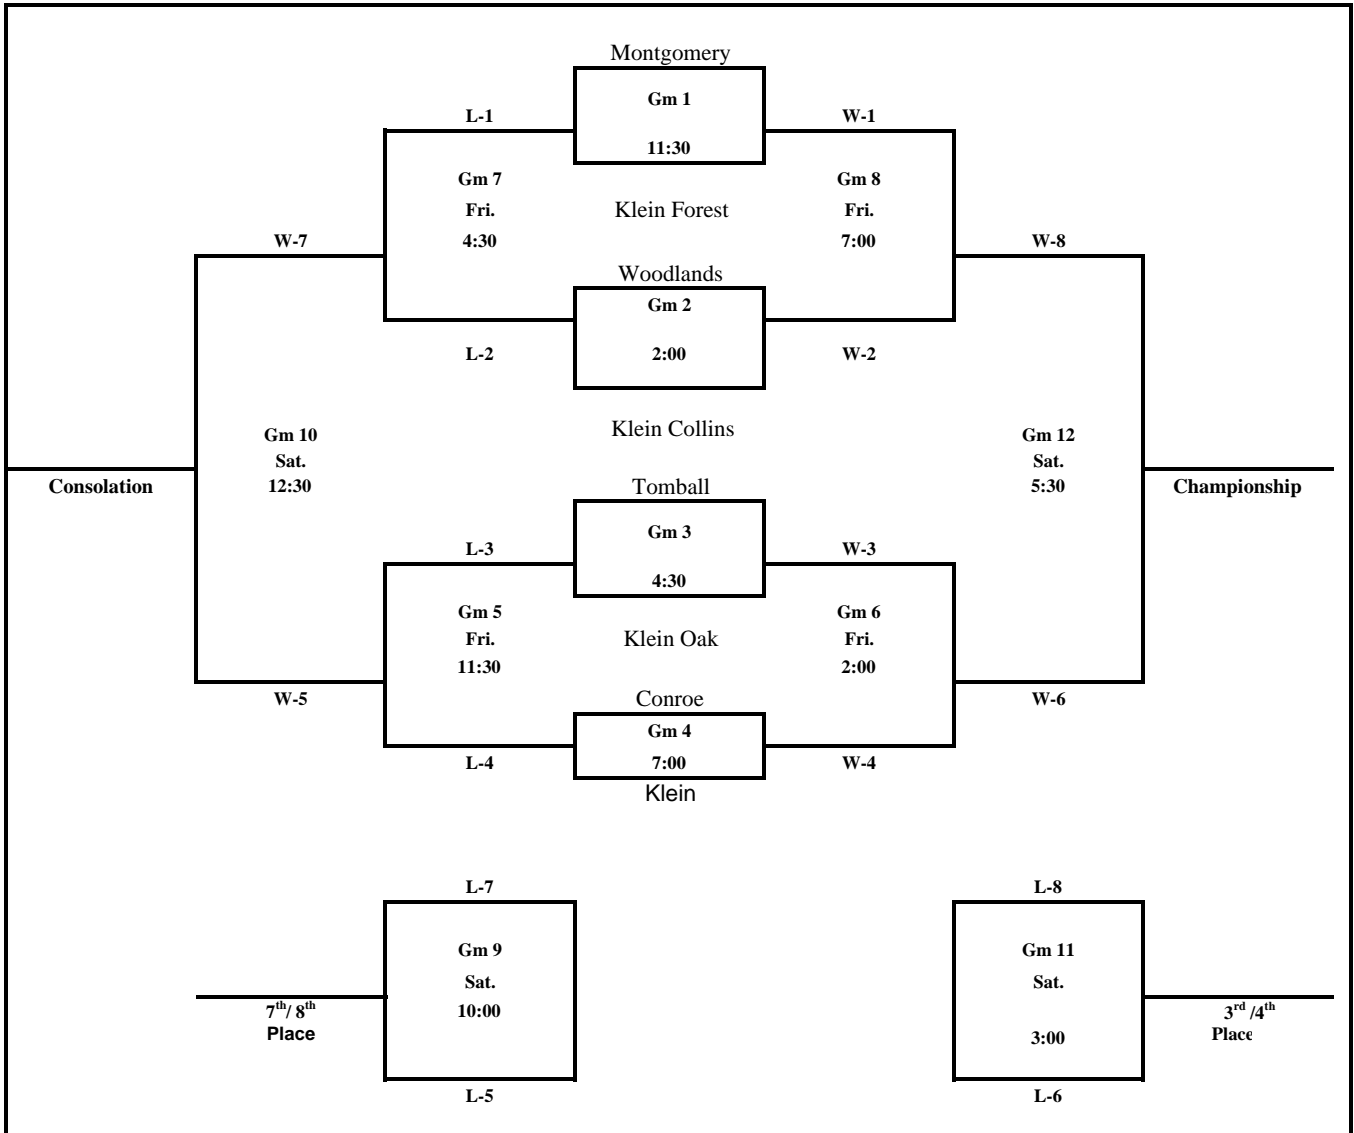 Montgomery
Gm 1
L-1
W-1
11:30
Gm 7
Gm 8
Fri.
Klein Forest
Fri.
W-7
4:30
7:00
W-8
Woodlands
Gm 2
L-2
2:00
W-2
Klein Collins
Gm 10
Gm 12
Sat.
Sat.
Consolation
12:30
Tomball
5:30
Championship
Gm 3
L-3
W-3
4:30
Gm 5
Gm 6
Fri.
Klein Oak
Fri.
11:30
2:00
W-5
Conroe
W-6
Gm 4
L-4
7:00
W-4
Klein
L-7
L-8
Gm 9
Gm 11
Sat.
Sat.
7th/ 8th
10:00
3rd /4th
Place
3:00
Place
L-5
L-6